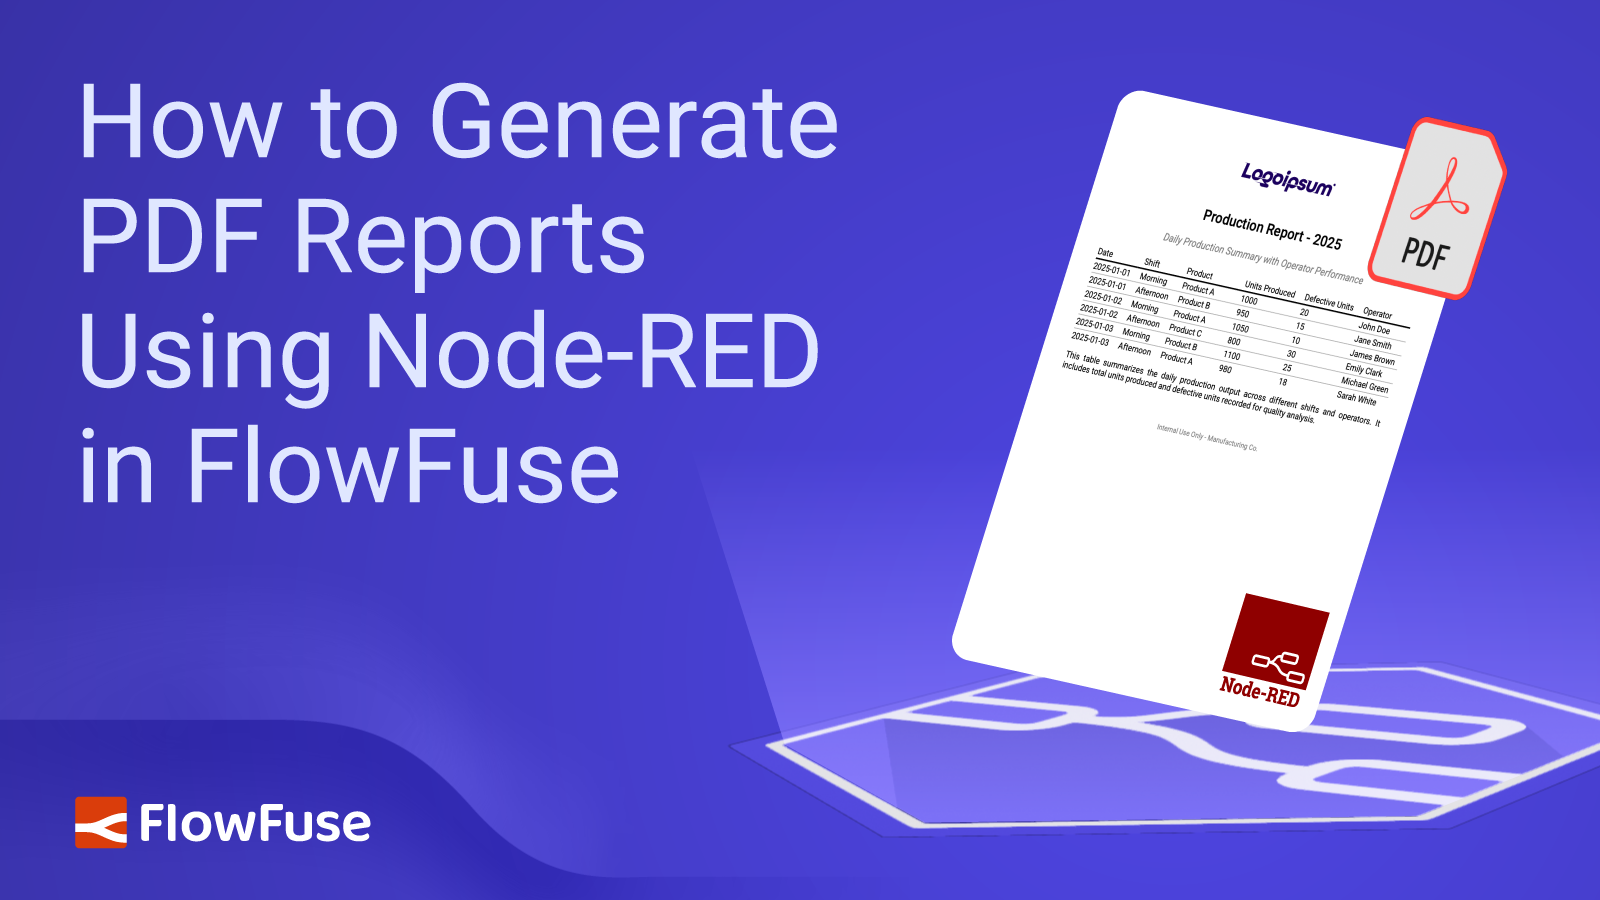 How to Generate
PDF Reports
Using Node-RED
in FlowFuse
FlowFuse
Logoipsum
Production Report - 2025
Daily Production Summary with Operator Performance
Date Shift Product Units Produced Defective Units Operator
2025-01-01 Morning Product A 1000 20 John Doe
2025-01-01 Afternoon Product B 950 15 Jane Smith
2025-01-02 Morning Product A 1050 10 James Brown
2025-01-02 Afternoon Product C 800 30 Emily Clark
2025-01-03 Morning Product B 1100 25 Michael Green
2025-01-03 Afternoon Product A 980 18 Sarah White
This table summarizes the daily production output across different shifts and operators. It
includes total units produced and defective units recorded for quality analysis.
Internal Use Only - Manufacturing Co.
PDF
Node-RED